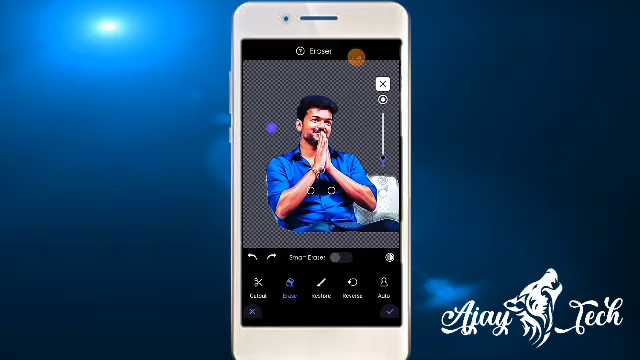 Eraser
Smart Eraser
Cutout Erase Restore Reverse Auto
Ajay Tech